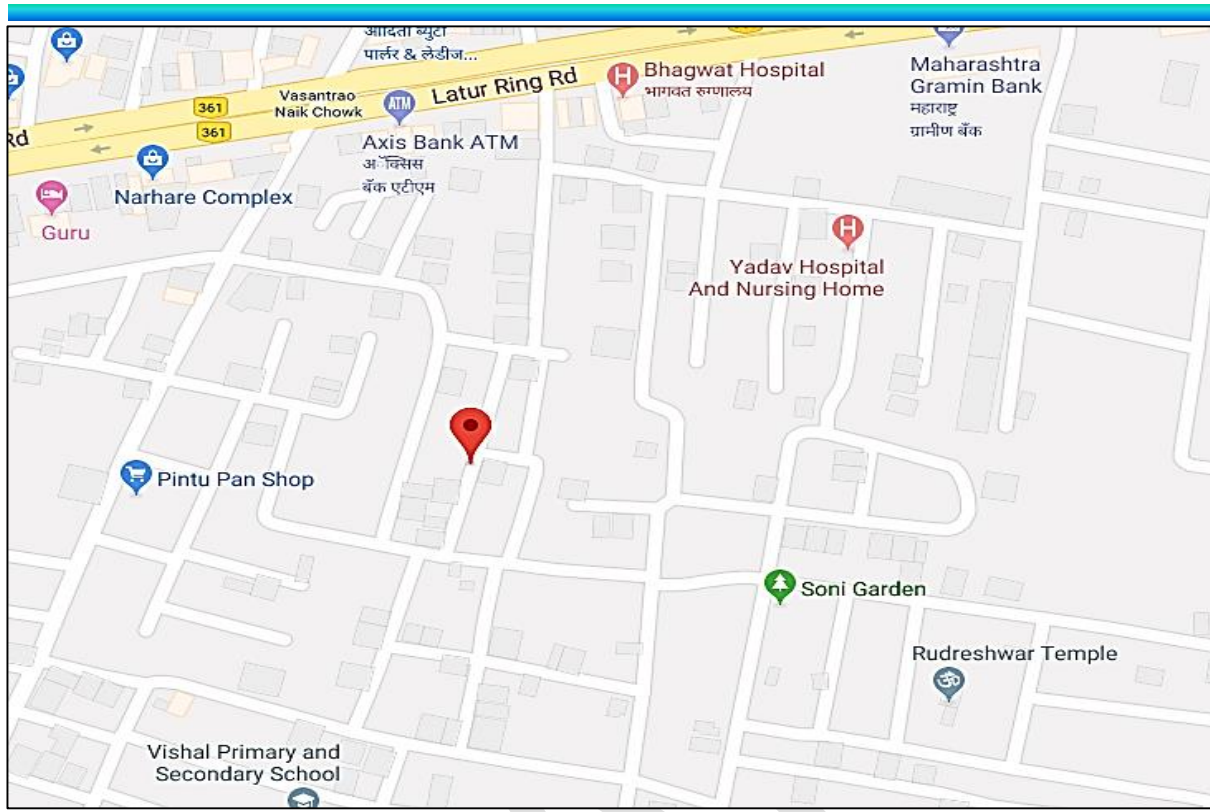 आदिती ब्युटी
पार्लर & लेडीज...
361
Vasantrao
Naik Chowk
ATM
Latur Ring Rd
H
Bhagwat Hospital
भागवत रुग्णालय
Maharashtra
Gramin Bank
महाराष्ट्र
ग्रामीण बँक
Rd
361
Axis Bank ATM
अॅक्सिस
बँक एटीएम
Narhare Complex
Guru
H
Yadav Hospital
And Nursing Home
Pintu Pan Shop
Soni Garden
Rudreshwar Temple
ॐ
Vishal Primary and
Secondary School